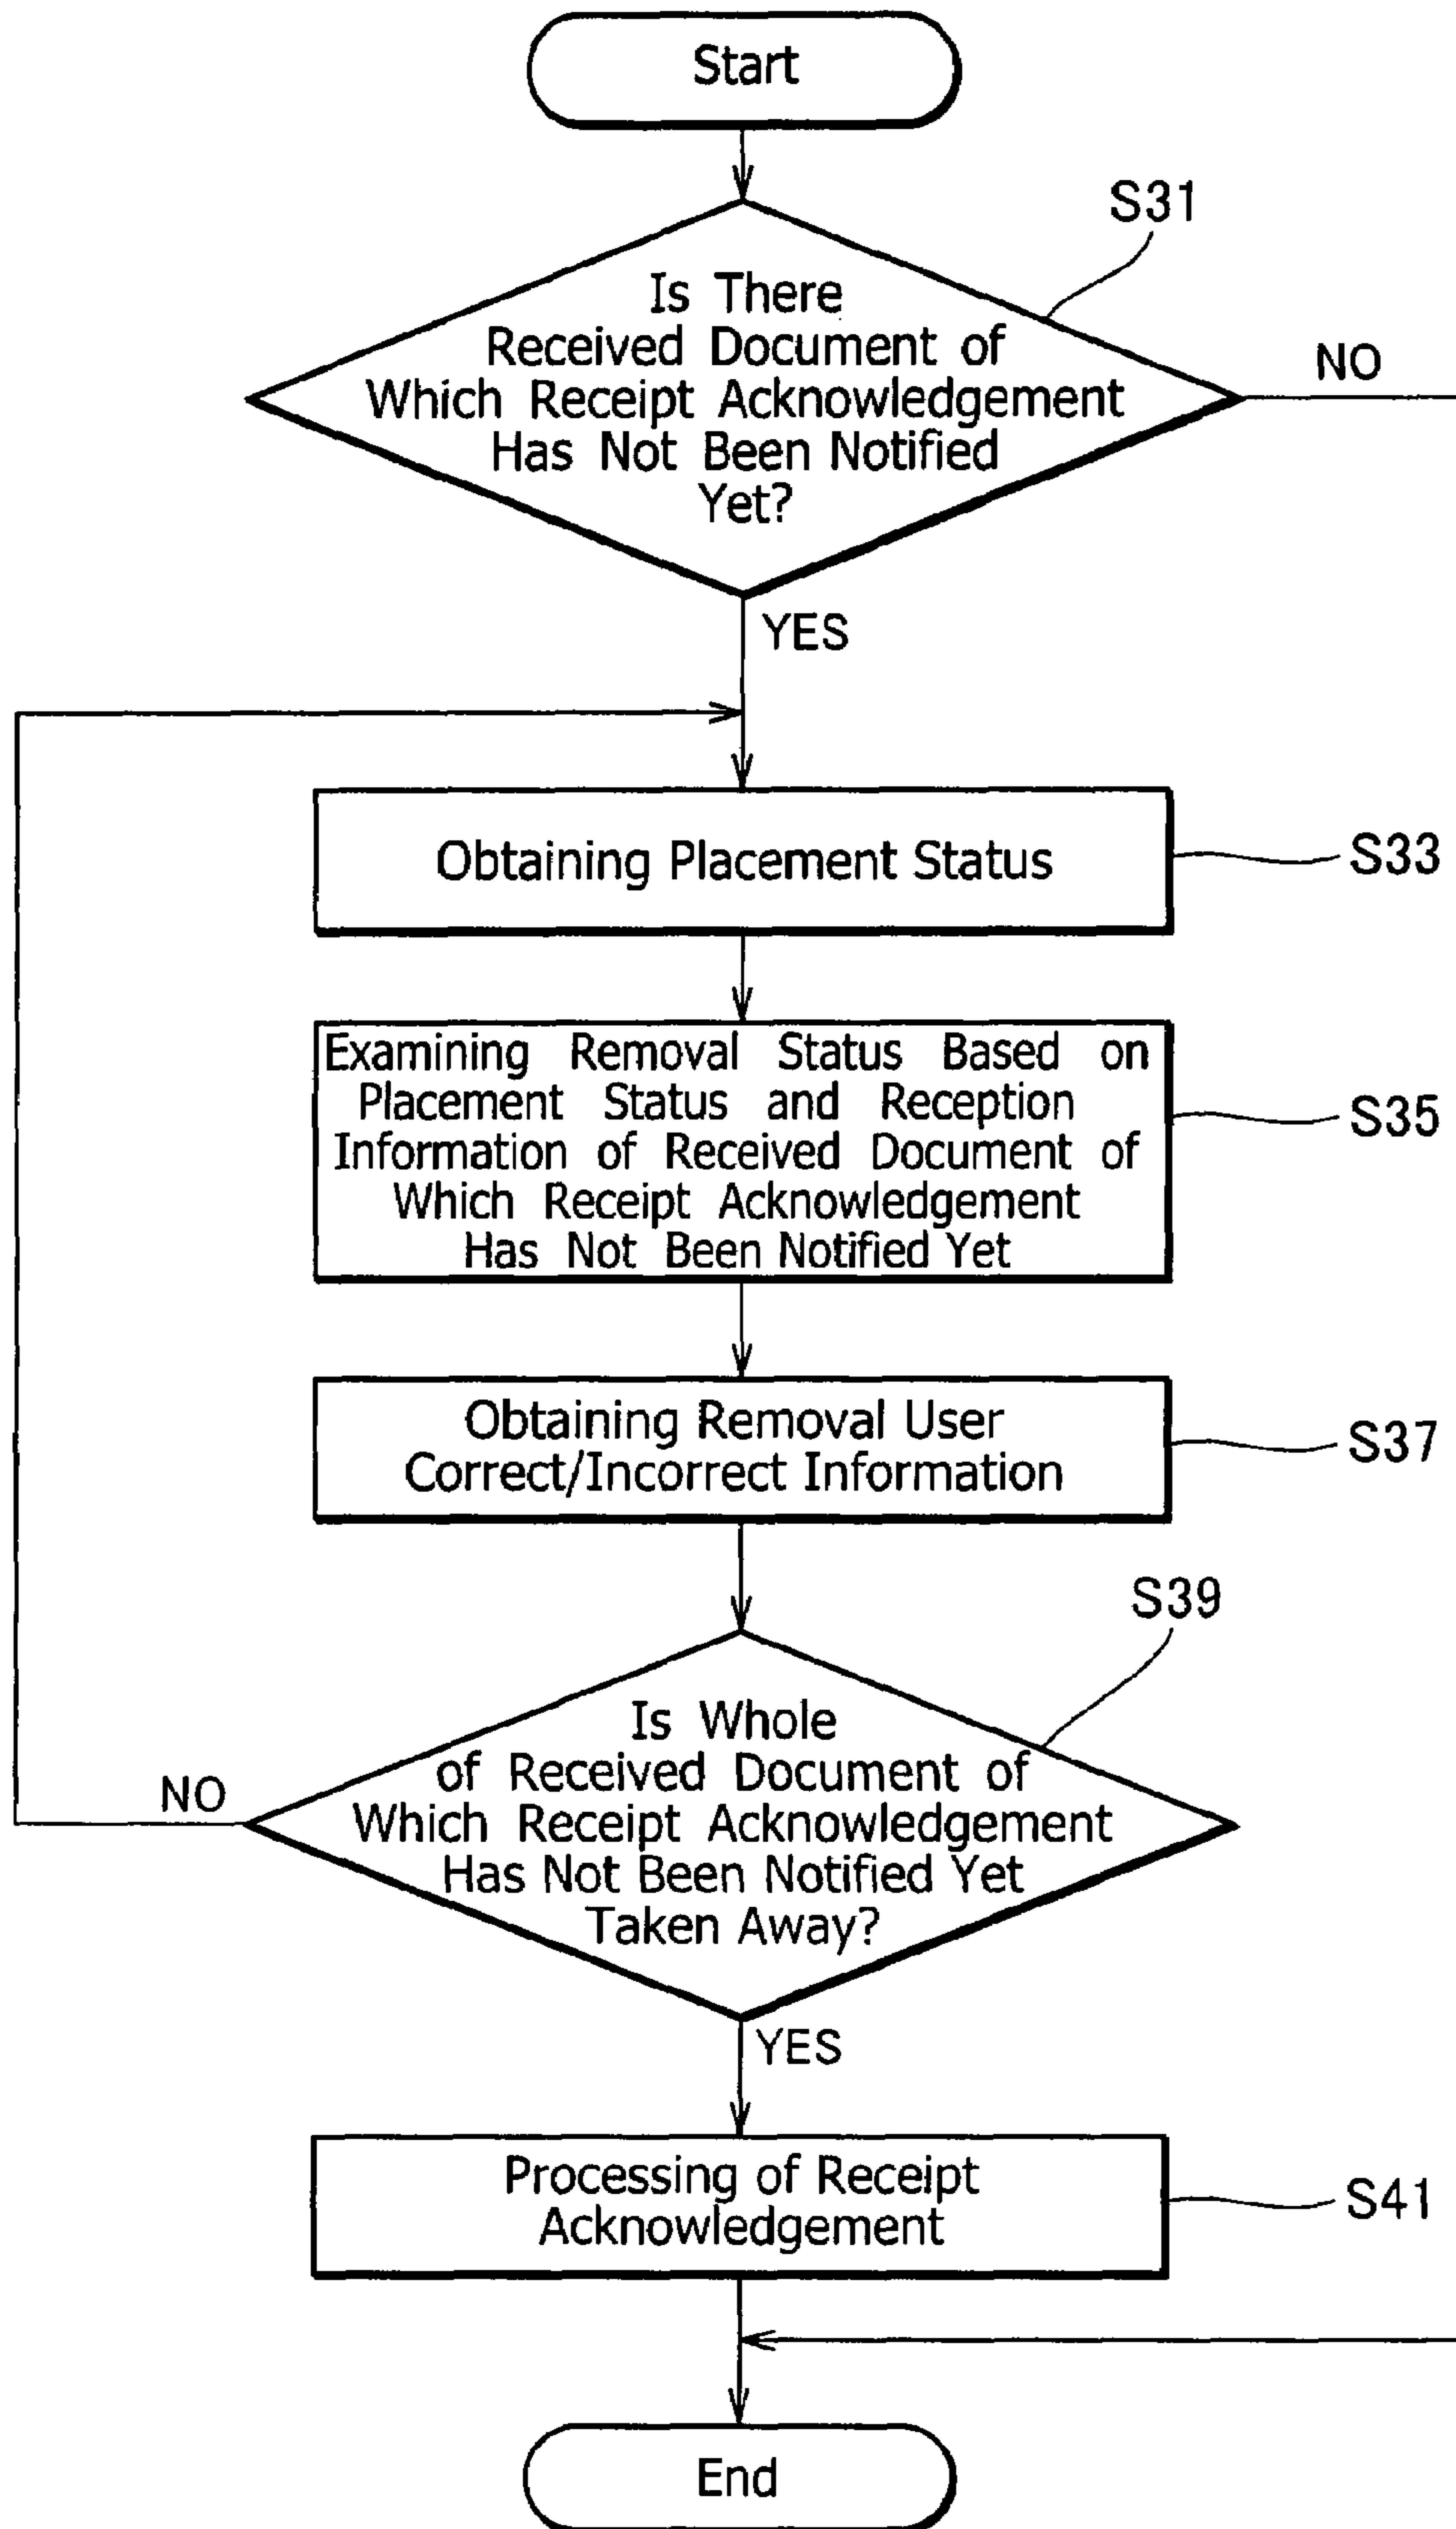 Start
S31
Is There
Received Document of
Which Receipt Acknowledgement
Has Not Been Notified
Yet?
NO
YES
Obtaining Placement Status
S33
Examining Removal Status Based on
Placement Status and Reception
Information of Received Document of
Which Receipt Acknowledgement
Has Not Been Notified Yet
S35
Obtaining Removal User
Correct/Incorrect Information
S37
S39
Is Whole
of Received Document of
Which Receipt Acknowledgement
Has Not Been Notified Yet
Taken Away?
NO
YES
Processing of Receipt
Acknowledgement
S41
End